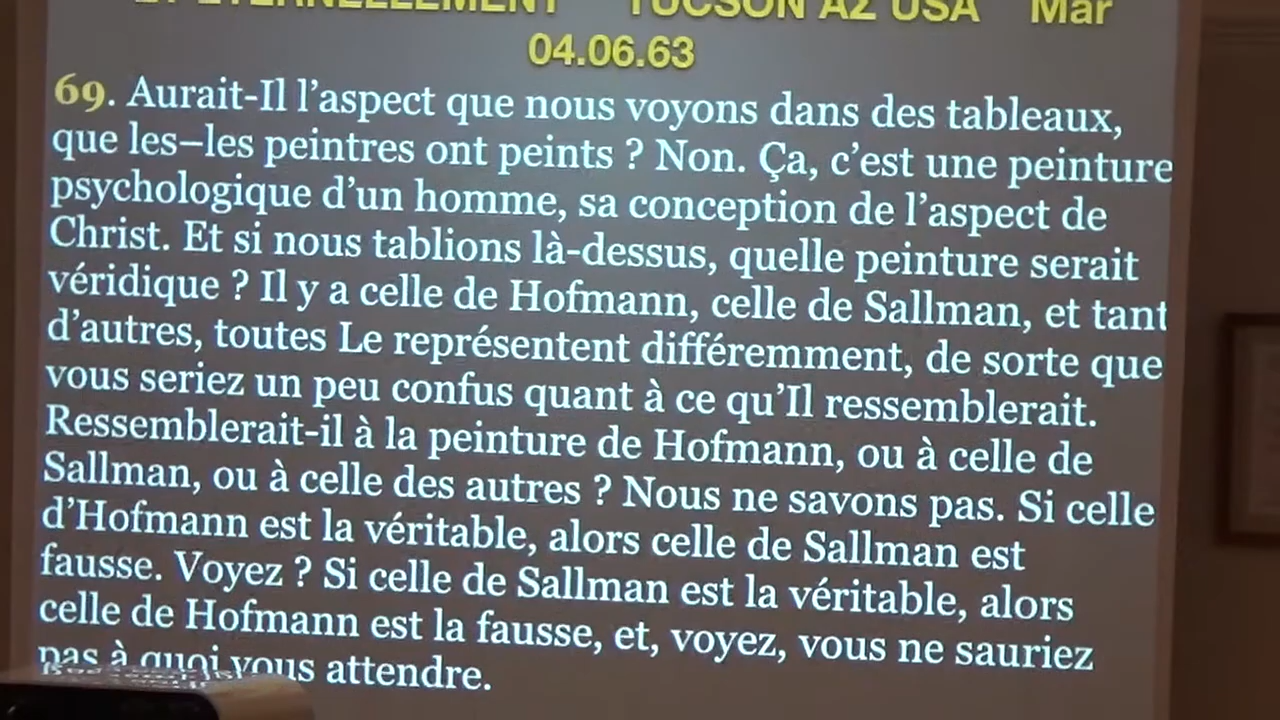 ÉTERNELLEMENT TUCSON AZ USA Mar
04.06.63
69. Aurait-Il l’aspect que nous voyons dans des tableaux,
que les–les peintres ont peints ? Non. Ça, c’est une peinture
psychologique d’un homme, sa conception de l’aspect de
Christ. Et si nous tablions là-dessus, quelle peinture serait
véridique ? Il y a celle de Hofmann, celle de Sallman, et tant
d’autres, toutes Le représentent différemment, de sorte que
vous seriez un peu confus quant à ce qu’Il ressemblerait.
Ressemblerait-il à la peinture de Hofmann, ou à celle de
Sallman, ou à celle des autres ? Nous ne savons pas. Si celle
d’Hofmann est la véritable, alors celle de Sallman est
fausse. Voyez ? Si celle de Sallman est la véritable, alors
celle de Hofmann est la fausse, et, voyez, vous ne sauriez
pas à quoi vous attendre.